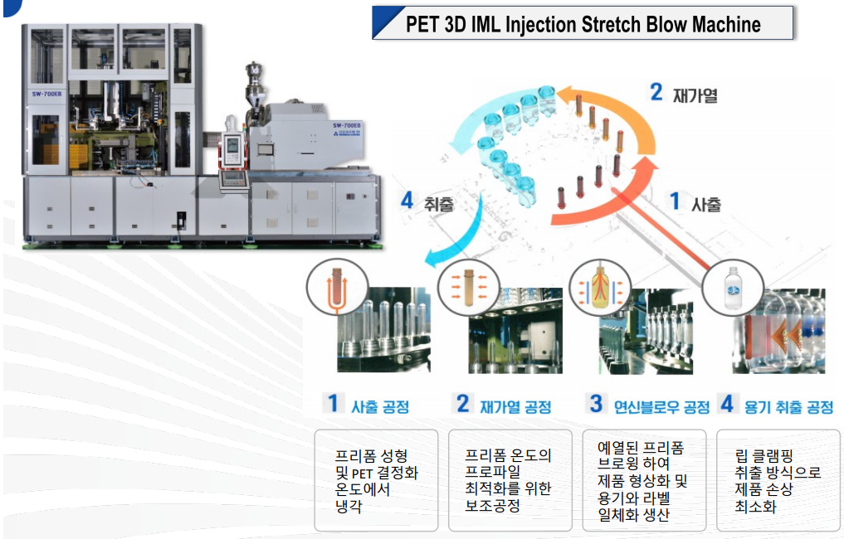 PET 3D IML Injection Stretch Blow Machine
SW-700EB
SW-700EB
2 재가열
4 취출
1 사출
1 사출 공정
2 재가열 공정
3 연신블로우 공정
4 용기 취출 공정
프리폼 성형
및 PET 결정화
온도에서
냉각
프리폼 온도의
프로파일
최적화를 위한
보조공정
예열된 프리폼
브로윙 하여
제품 형상화 및
용기와 라벨
일체화 생산
립 클램핑
취출 방식으로
제품 손상
최소화